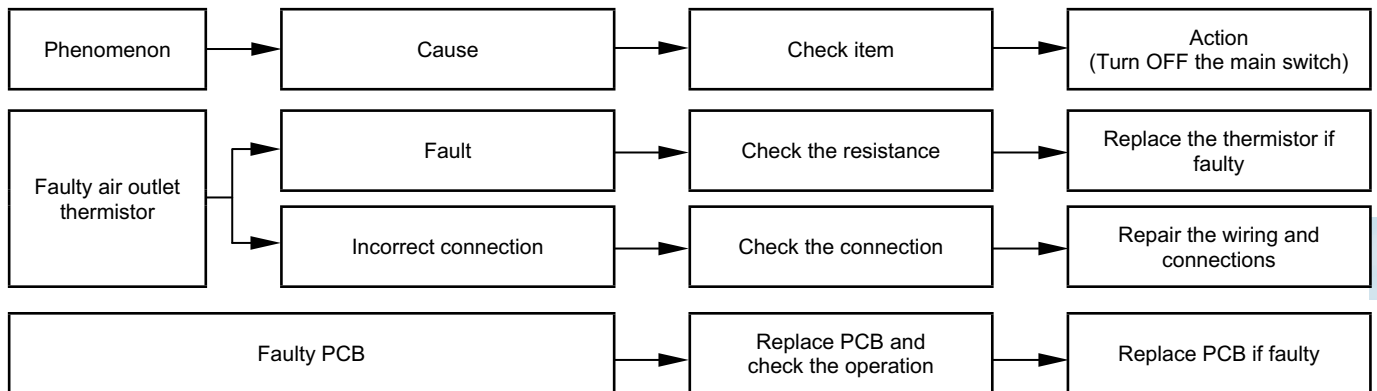 Phenomenon
Cause
Check item
Action
(Turn OFF the main switch)
Faulty air outlet
thermistor
Fault
Check the resistance
Replace the thermistor if
faulty
Incorrect connection
Check the connection
Repair the wiring and
connections
Faulty PCB
Replace PCB and
check the operation
Replace PCB if faulty